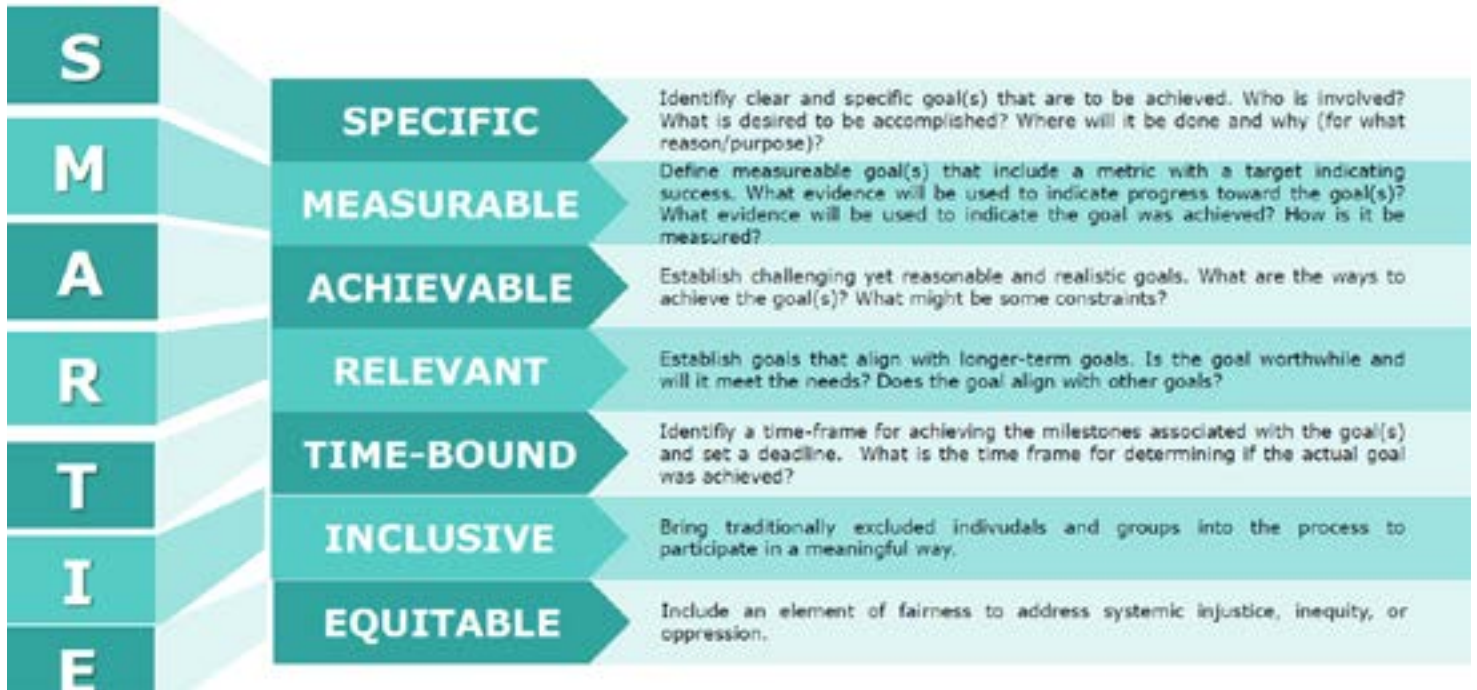 S
M
A
R
T
I
E
SPECIFIC
Identifiy clear and specific goal(s) that are to be achieved. Who is involved?
What is desired to be accomplished? Where will it be done and why (for what
reason/purpose)?
MEASURABLE
Define measureable goal(s) that include a metric with a target indicating
success. What evidence will be used to indicate progress toward the goal(s)?
What evidence will be used to indicate the goal was achieved? How is it be
measured?
ACHIEVABLE
Establish challenging yet reasonable and realistic goals. What are the ways to
achieve the goal(s)? What might be some constraints?
RELEVANT
Establish goals that align with longer-term goals. Is the goal worthwhile and
will it meet the needs? Does the goal align with other goals?
TIME-BOUND
Identifiy a time-frame for achieving the milestones associated with the goal(s)
and set a deadline. What is the time frame for determining if the actual goal
was achieved?
INCLUSIVE
Bring traditionally excluded indivudals and groups into the process to
participate in a meaningful way.
EQUITABLE
Include an element of fairness to address systemic injustice, inequity, or
oppression.